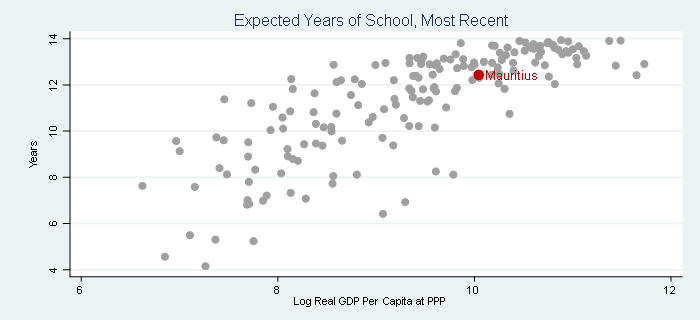 Expected Years of School, Most Recent
14
12
10
8
6
4
Years
Mauritius
6 8 10 12
Log Real GDP Per Capita at PPP